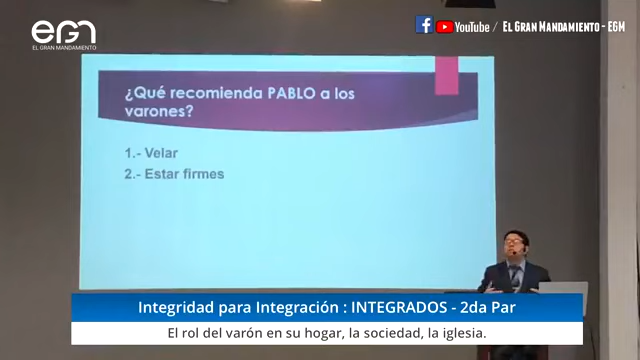 EGM
EL GRAN MANDAMIENTO
YouTube / EL GRAN MANDAMIENTO - EGM
¿Qué recomienda PABLO a los
varones?
1.- Velar
2.- Estar firmes
Integridad para Integración : INTEGRADOS - 2da Par
El rol del varón en su hogar, la sociedad, la iglesia.